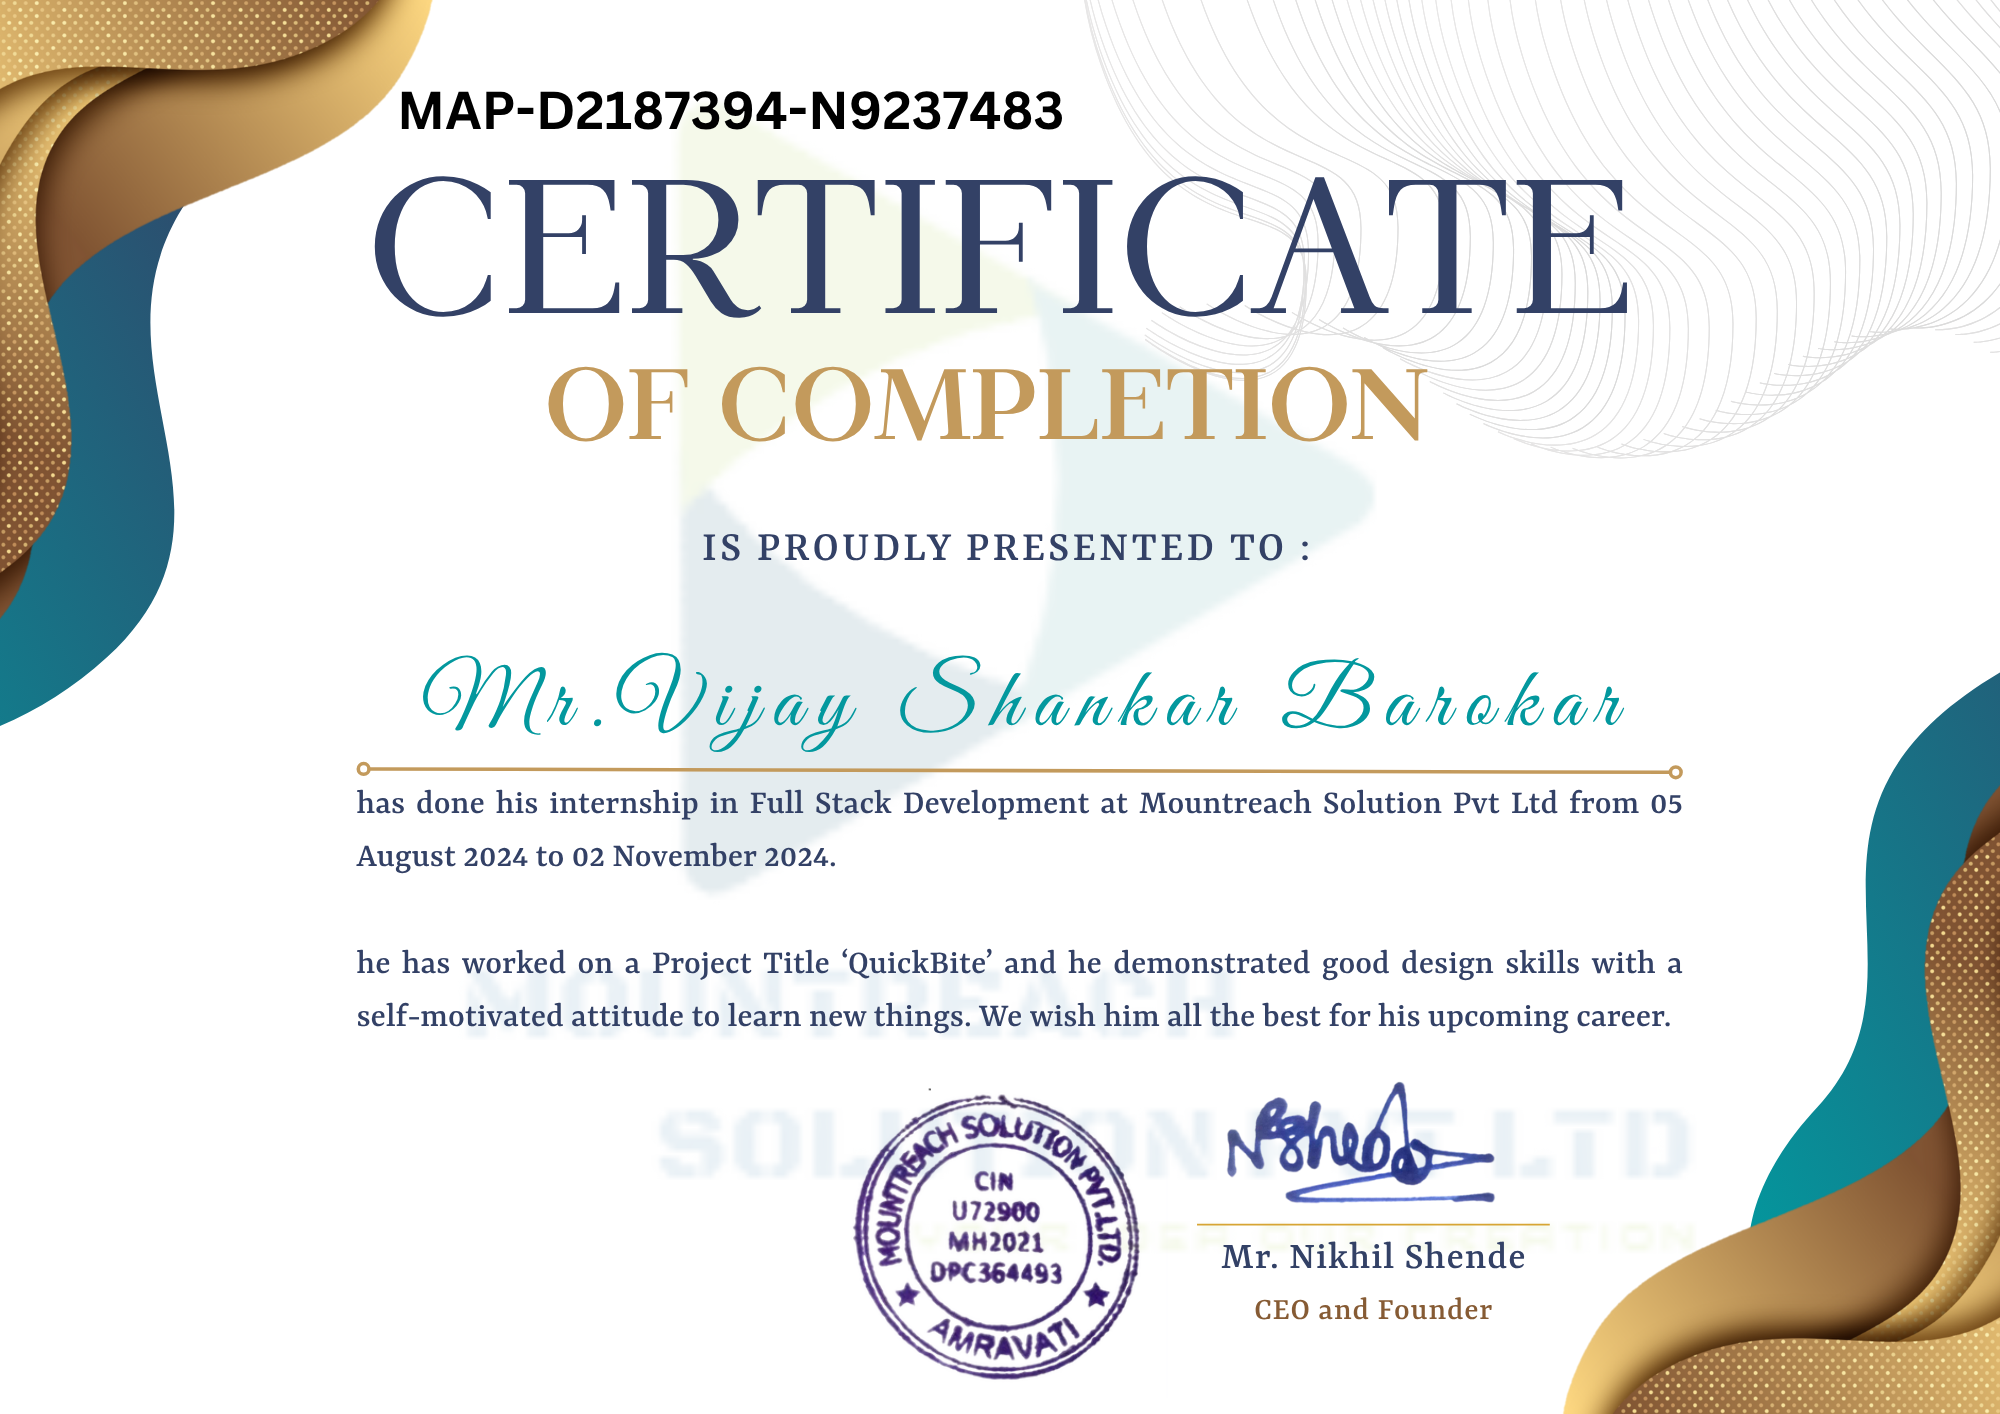 MAP-D2187394-N9237483
CERTIFICATE
OF COMPLETION
IS PROUDLY PRESENTED TO :
Mr.Vijay Shankar Barokar
has done his internship in Full Stack Development at Mountreach Solution Pvt Ltd from 05
August 2024 to 02 November 2024.
he has worked on a Project Title ‘QuickBite’ and he demonstrated good design skills with a
self-motivated attitude to learn new things. We wish him all the best for his upcoming career.
MOUNTREACH
SOLUTION PVT.LTD
MOUNTREACH SOLUTION PVT.LTD.
CIN
U72900
MH2021
DPC364493
AMRAVATI
Mr. Nikhil Shende
CEO and Founder